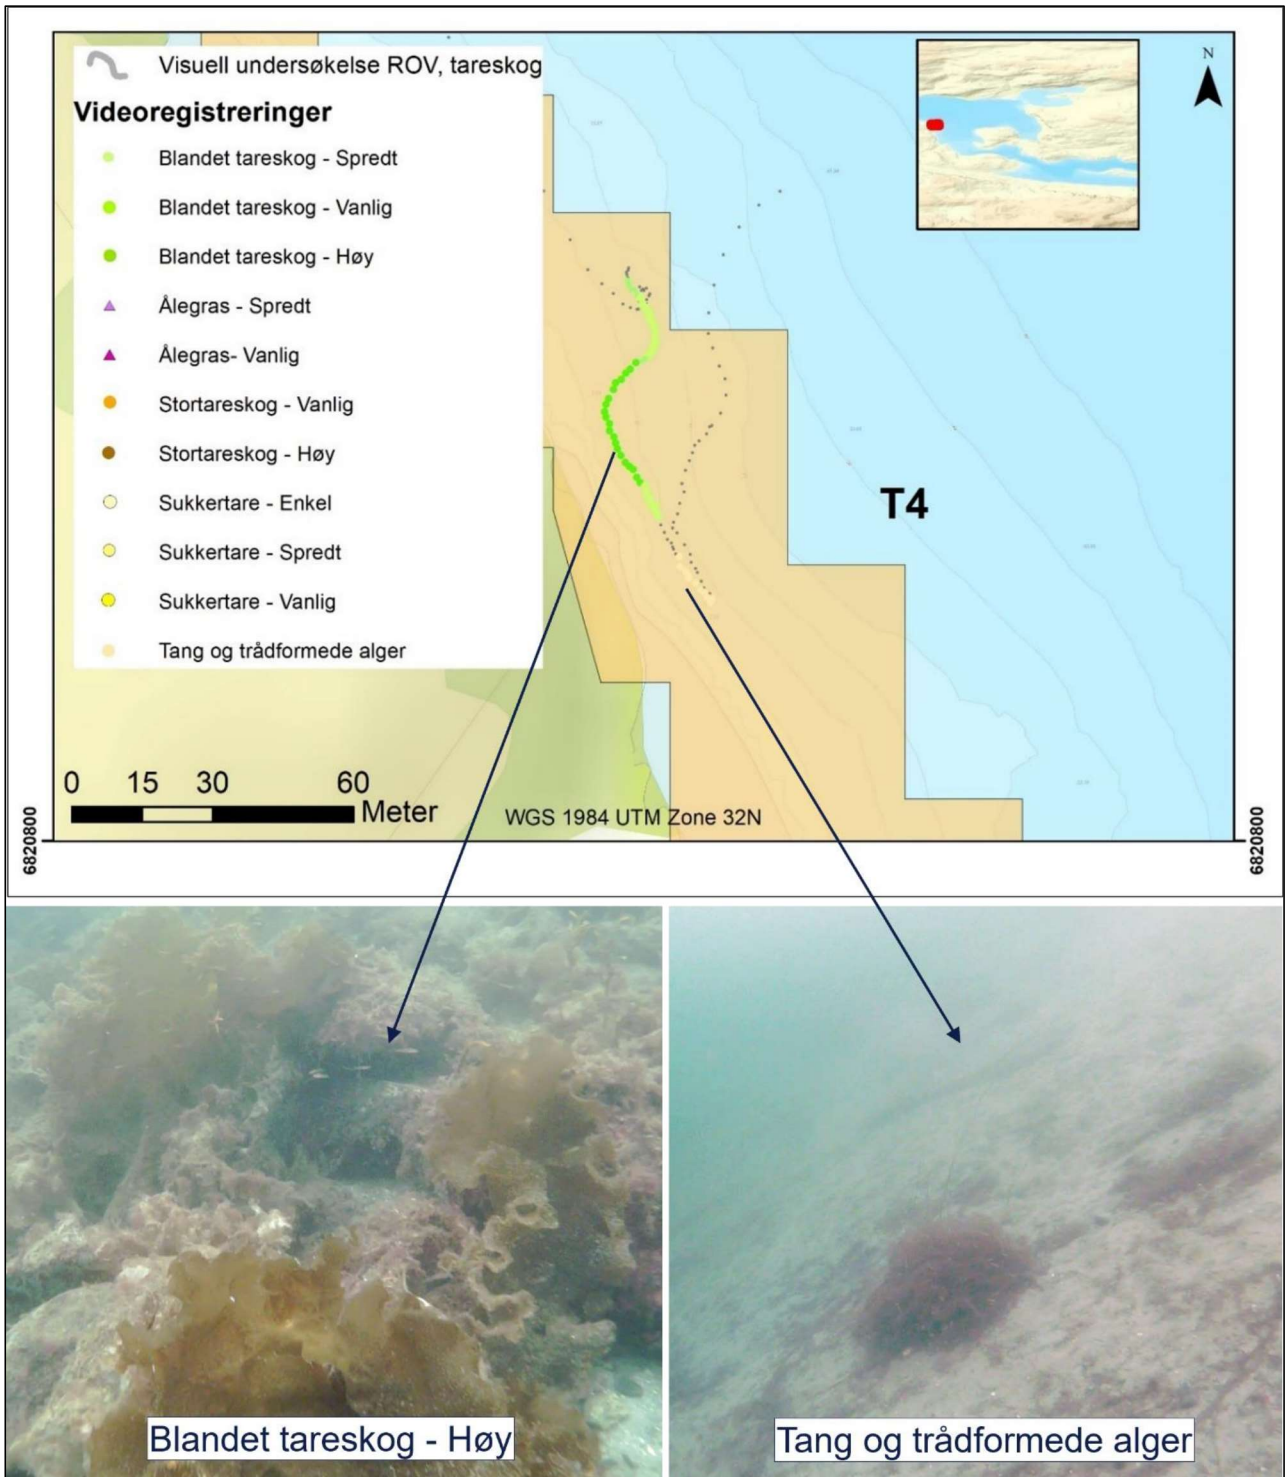 Visuell undersøkelse ROV, tareskog
Videoregistreringer
Blandet tareskog - Spredt
Blandet tareskog - Vanlig
Blandet tareskog - Høy
Ålegras - Spredt
Ålegras- Vanlig
Stortareskog - Vanlig
Stortareskog - Høy
Sukkertare - Enkel
Sukkertare - Spredt
Sukkertare - Vanlig
Tang og trådformede alger
N
T4
0 15 30 60
Meter
WGS 1984 UTM Zone 32N
6820800
6820800
Blandet tareskog - Høy
Tang og trådformede alger